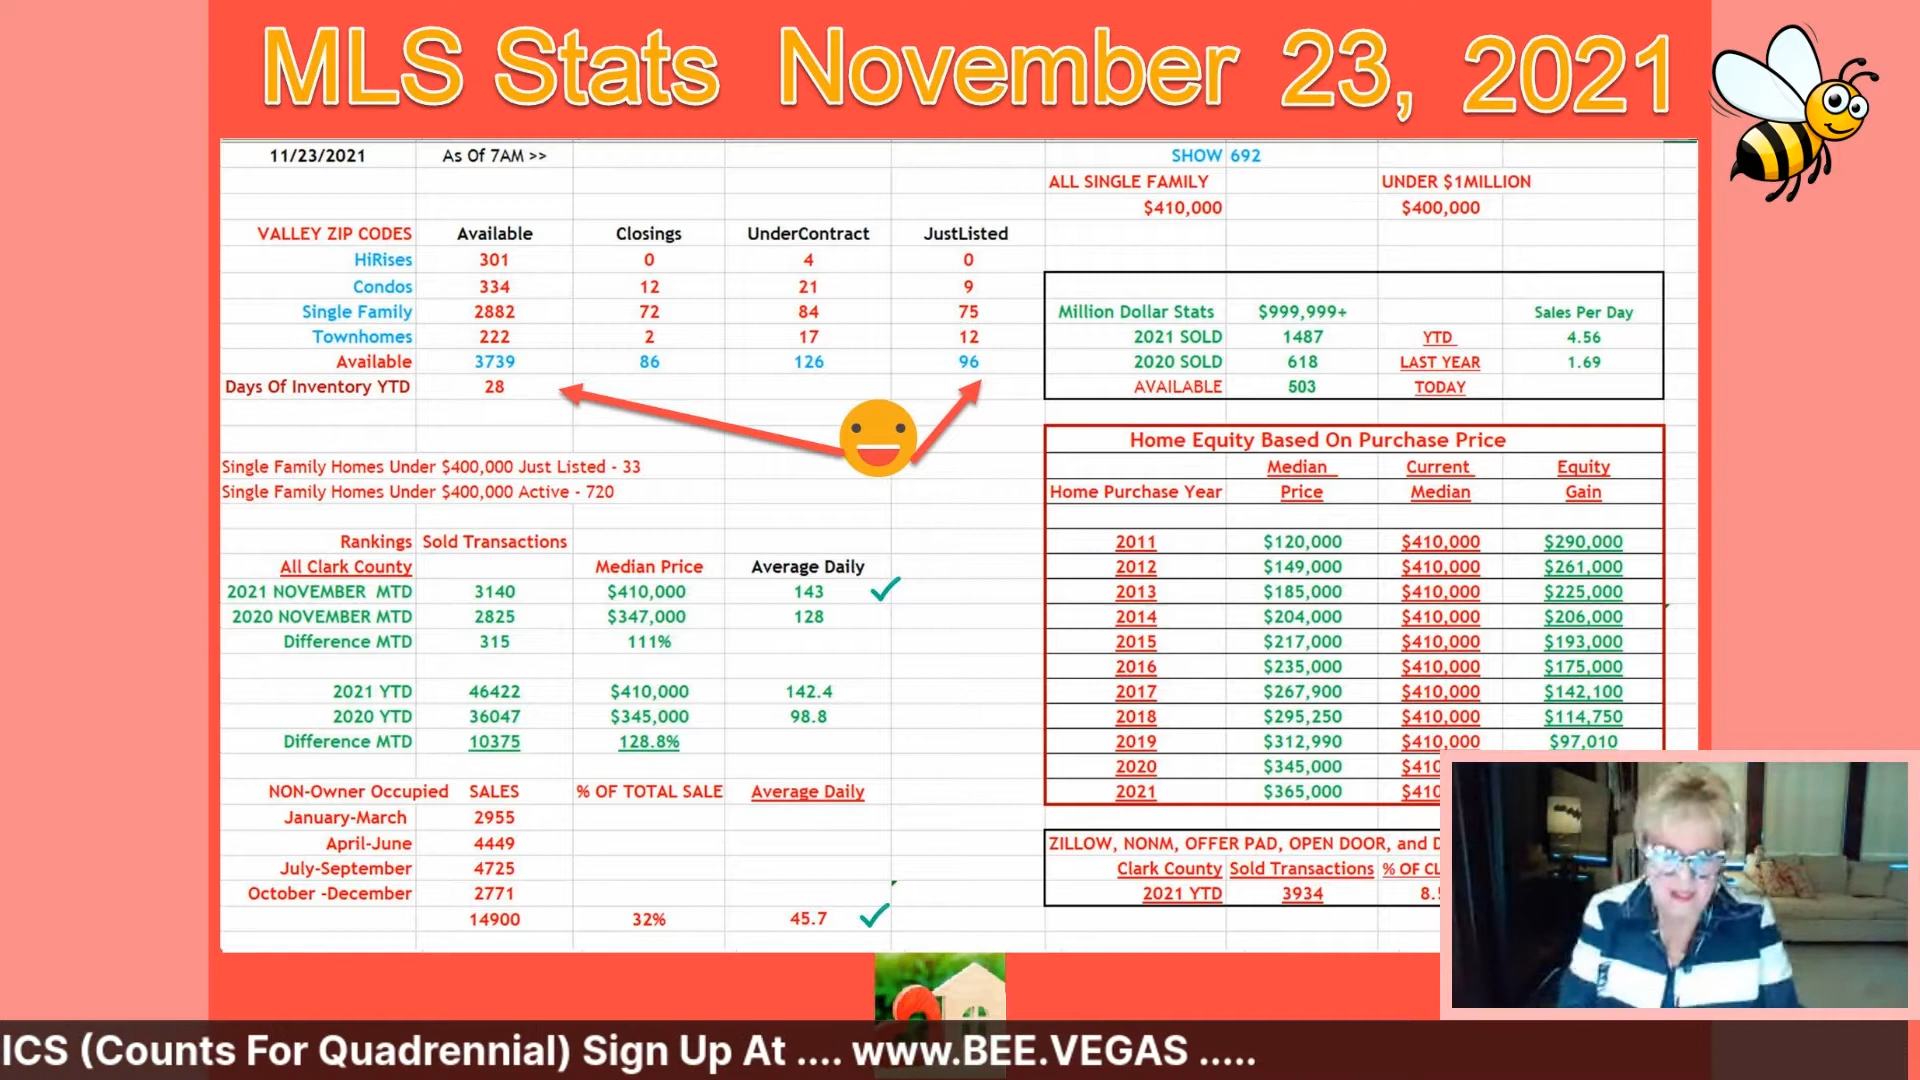 MLS Stats November 23, 2021
11/23/2021 As Of 7AM >> SHOW 692
ALL SINGLE FAMILY UNDER $1MILLION
$410,000 $400,000
VALLEY ZIP CODES Available Closings UnderContract JustListed
HiRises 301 0 4 0
Condos 334 12 21 9
Single Family 2882 72 84 75
Townhomes 222 2 17 12
Available 3739 86 126 96
Days Of Inventory YTD 28
Million Dollar Stats $999,999+ Sales Per Day
2021 SOLD 1487 YTD 4.56
2020 SOLD 618 LAST YEAR 1.69
AVAILABLE 503 TODAY
Single Family Homes Under $400,000 Just Listed - 33
Single Family Homes Under $400,000 Active - 720
Home Equity Based On Purchase Price
Median Current Equity
Home Purchase Year Price Median Gain
2011 $120,000 $410,000 $290,000
2012 $149,000 $410,000 $261,000
2013 $185,000 $410,000 $225,000
2014 $204,000 $410,000 $206,000
2015 $217,000 $410,000 $193,000
2016 $235,000 $410,000 $175,000
2017 $267,900 $410,000 $142,100
2018 $295,250 $410,000 $114,750
2019 $312,990 $410,000 $97,010
2020 $345,000 $410
2021 $365,000 $410
Rankings Sold Transactions
All Clark County Median Price Average Daily
2021 NOVEMBER MTD 3140 $410,000 143
2020 NOVEMBER MTD 2825 $347,000 128
Difference MTD 315 111%
2021 YTD 46422 $410,000 142.4
2020 YTD 36047 $345,000 98.8
Difference MTD 10375 128.8%
NON-Owner Occupied SALES % OF TOTAL SALE Average Daily
January-March 2955
April-June 4449
July-September 4725
October -December 2771
14900 32% 45.7
ZILLOW, NONM, OFFER PAD, OPEN DOOR, and D
Clark County Sold Transactions % OF CL
2021 YTD 3934 8.
ICS (Counts For Quadrennial) Sign Up At .... www.BEE.VEGAS .....